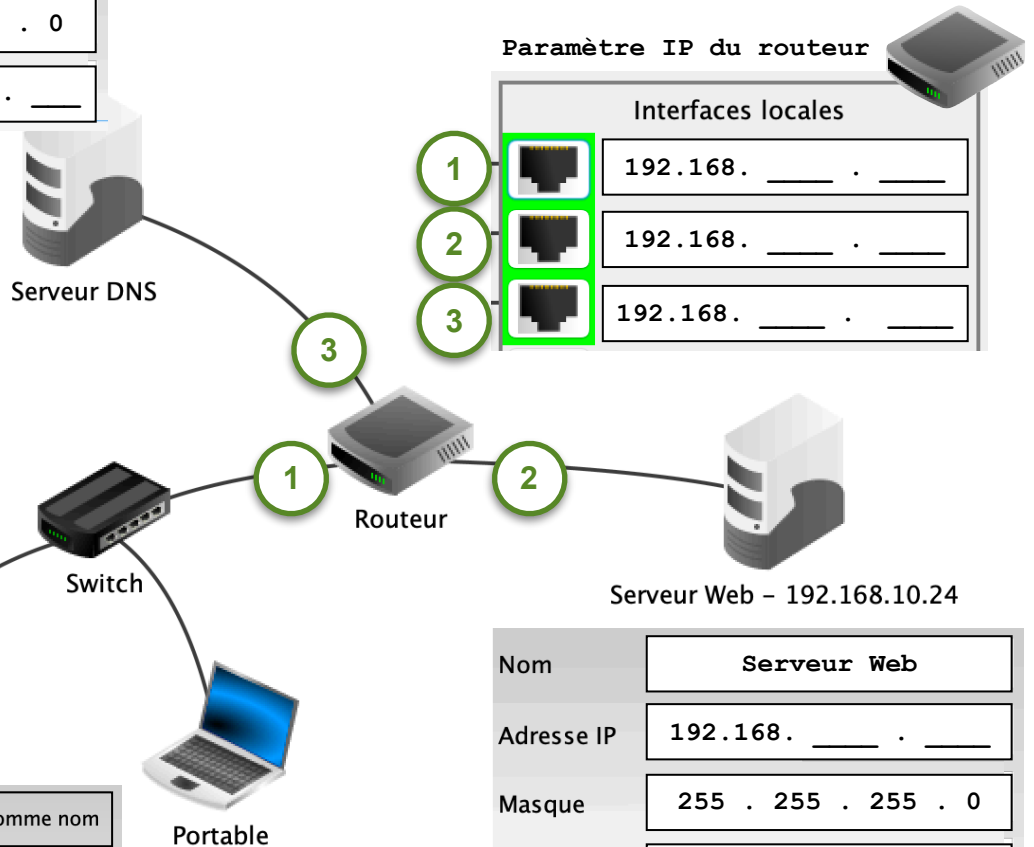 . 0
. ___
Paramètre IP du routeur
Interfaces locales
1 192.168. ____ . ____
2 192.168. ____ . ____
3 192.168. ____ . ____
Serveur DNS
3
1
2
Routeur
Switch
Serveur Web – 192.168.10.24
Portable
Nom Serveur Web
Adresse IP 192.168. ____ . ____
Masque 255 . 255 . 255 . 0
omme nom